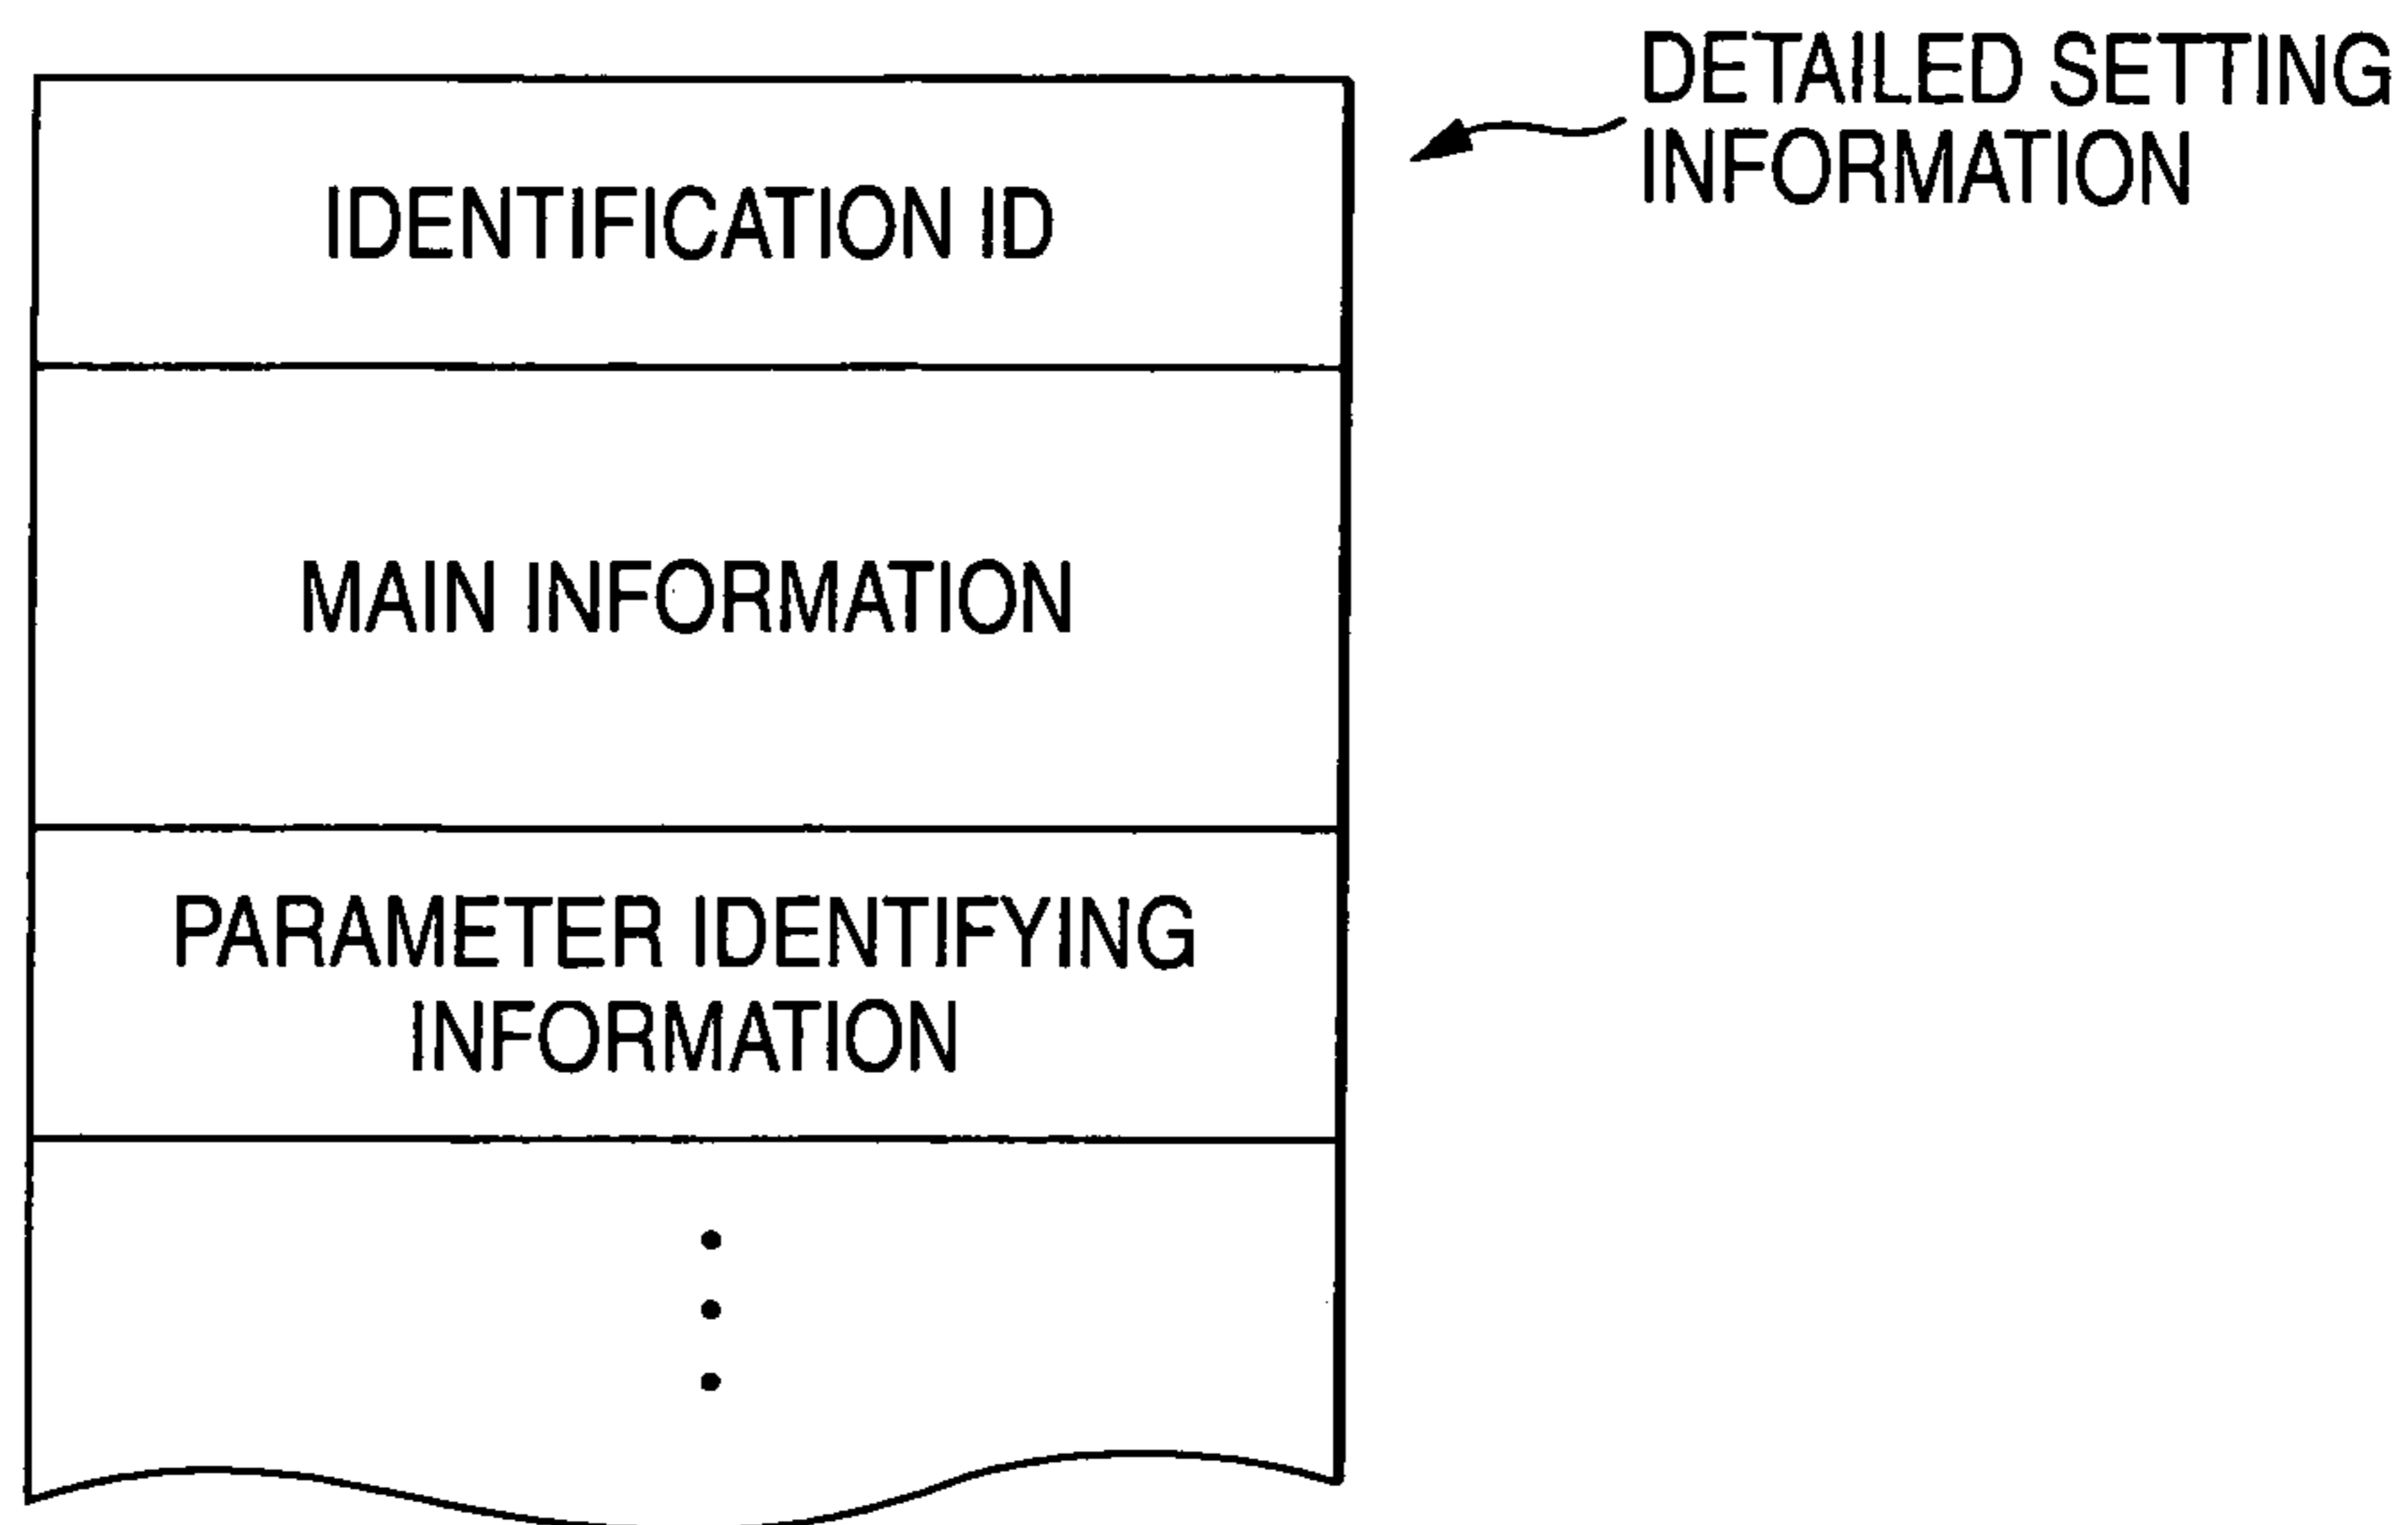 DETAILED SETTING
INFORMATION
IDENTIFICATION ID
MAIN INFORMATION
PARAMETER IDENTIFYING
INFORMATION